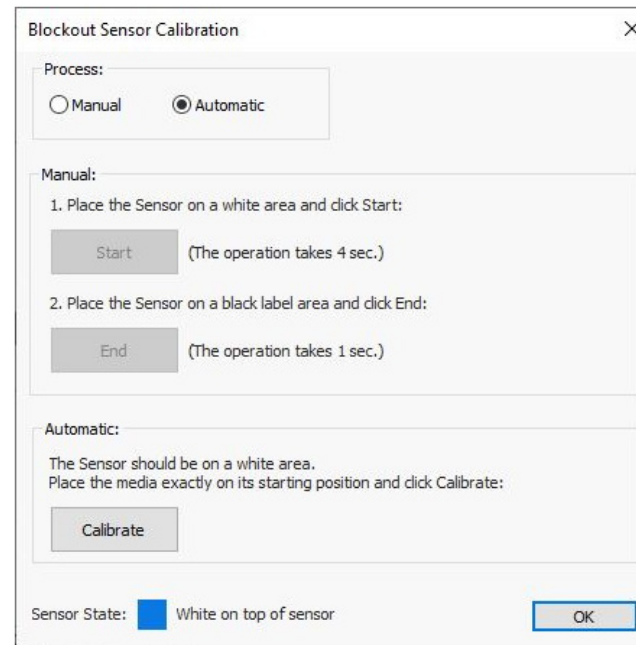 Blockout Sensor Calibration
Process:
Manual
Automatic
Manual:
1. Place the Sensor on a white area and click Start:
Start
(The operation takes 4 sec.)
2. Place the Sensor on a black label area and click End:
End
(The operation takes 1 sec.)
Automatic:
The Sensor should be on a white area.
Place the media exactly on its starting position and click Calibrate:
Calibrate
Sensor State:
White on top of sensor
OK